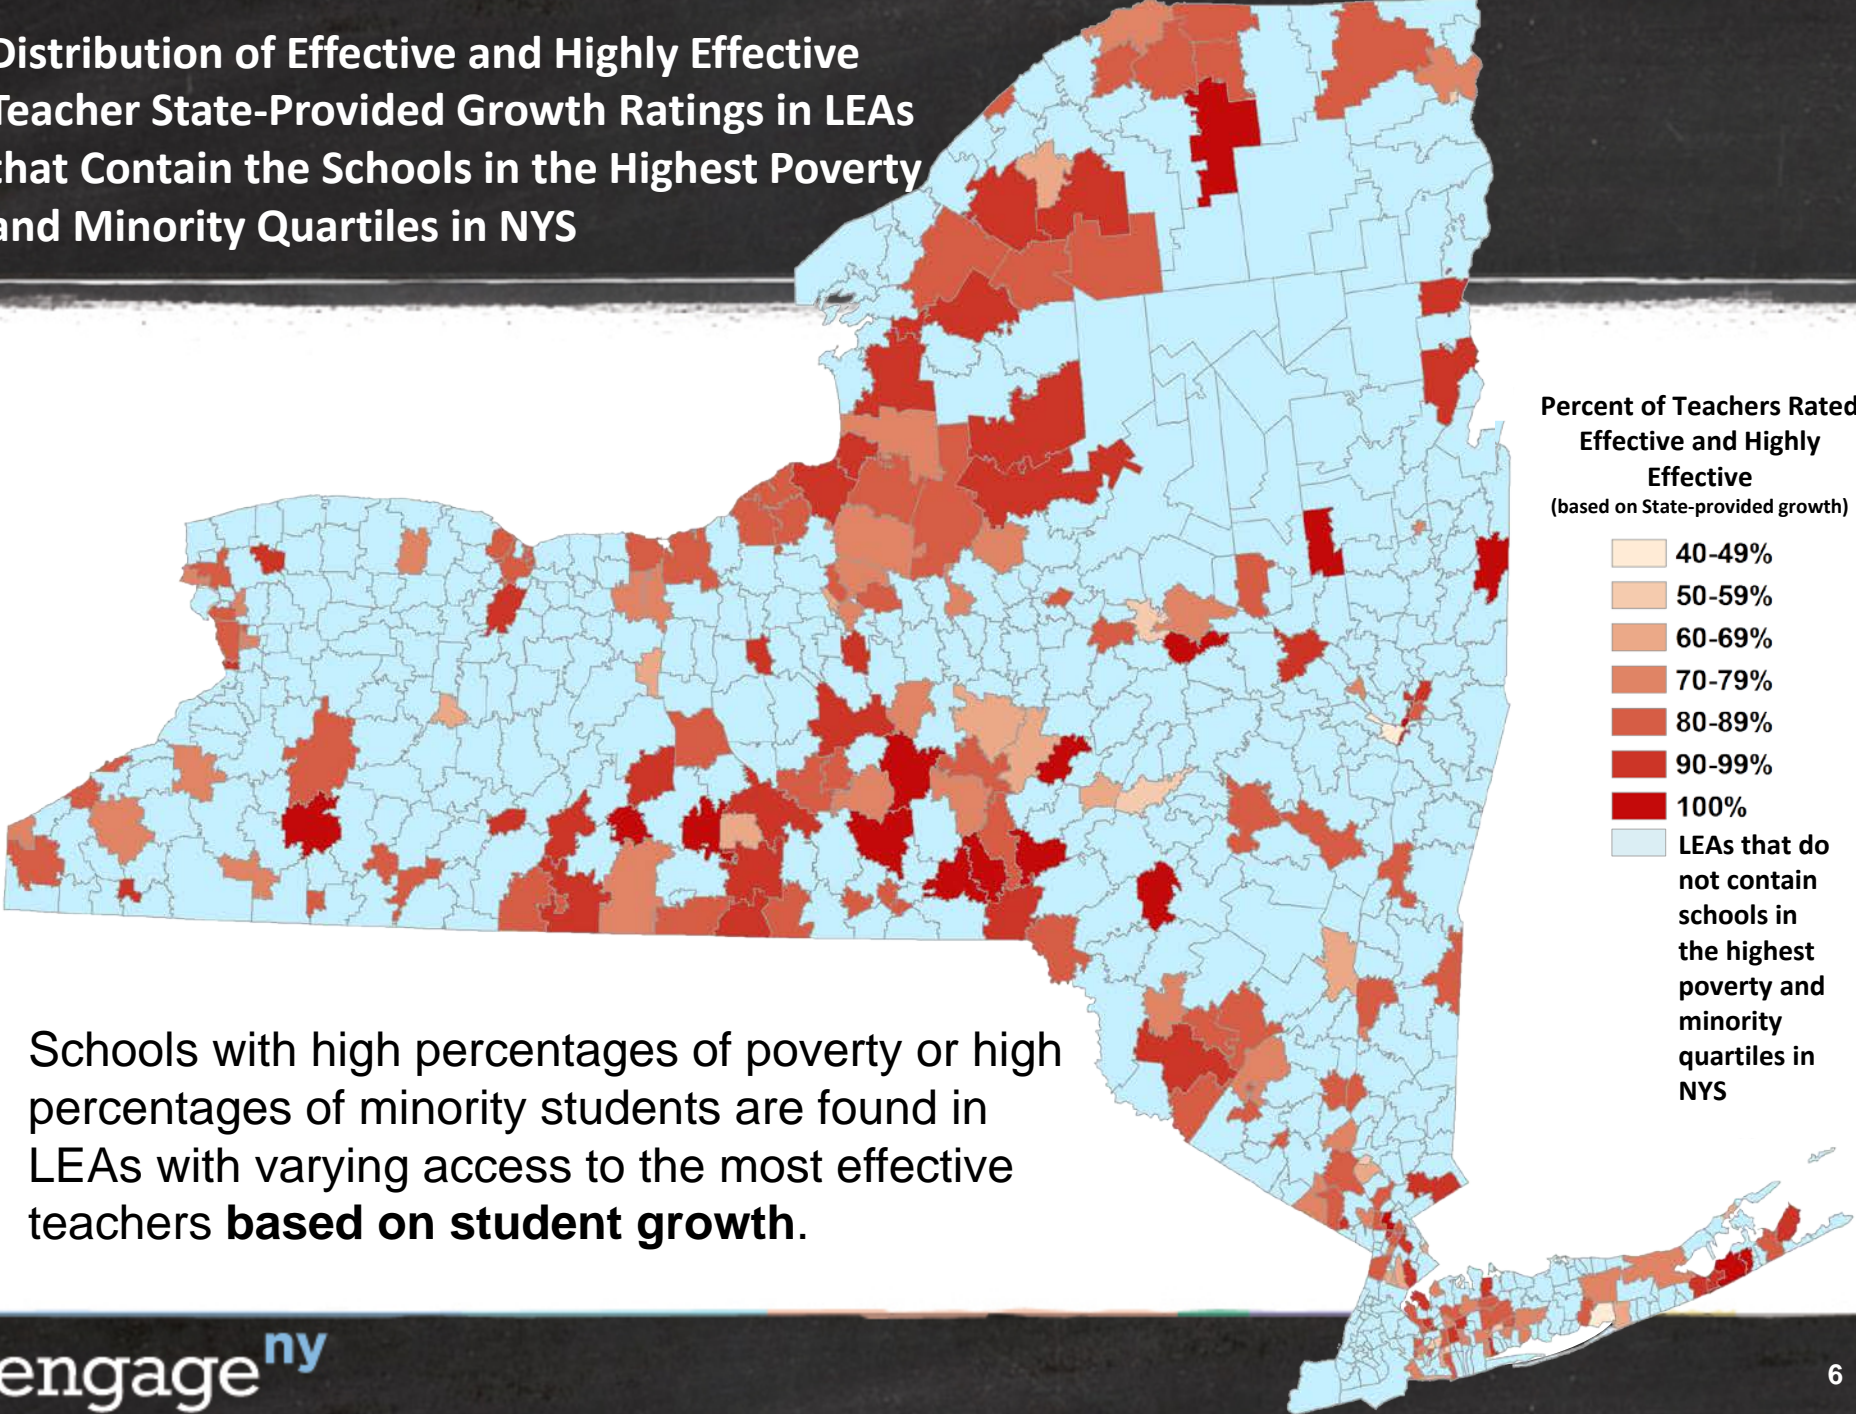 Distribution of Effective and Highly Effective
Teacher State-Provided Growth Ratings in LEAs
that Contain the Schools in the Highest Poverty
and Minority Quartiles in NYS
Percent of Teachers Rated
Effective and Highly
Effective
(based on State-provided growth)
40-49%
50-59%
60-69%
70-79%
80-89%
90-99%
100%
LEAs that do
not contain
schools in
the highest
poverty and
minority
quartiles in
NYS
Schools with high percentages of poverty or high
percentages of minority students are found in
LEAs with varying access to the most effective
teachers based on student growth.
engageny
6